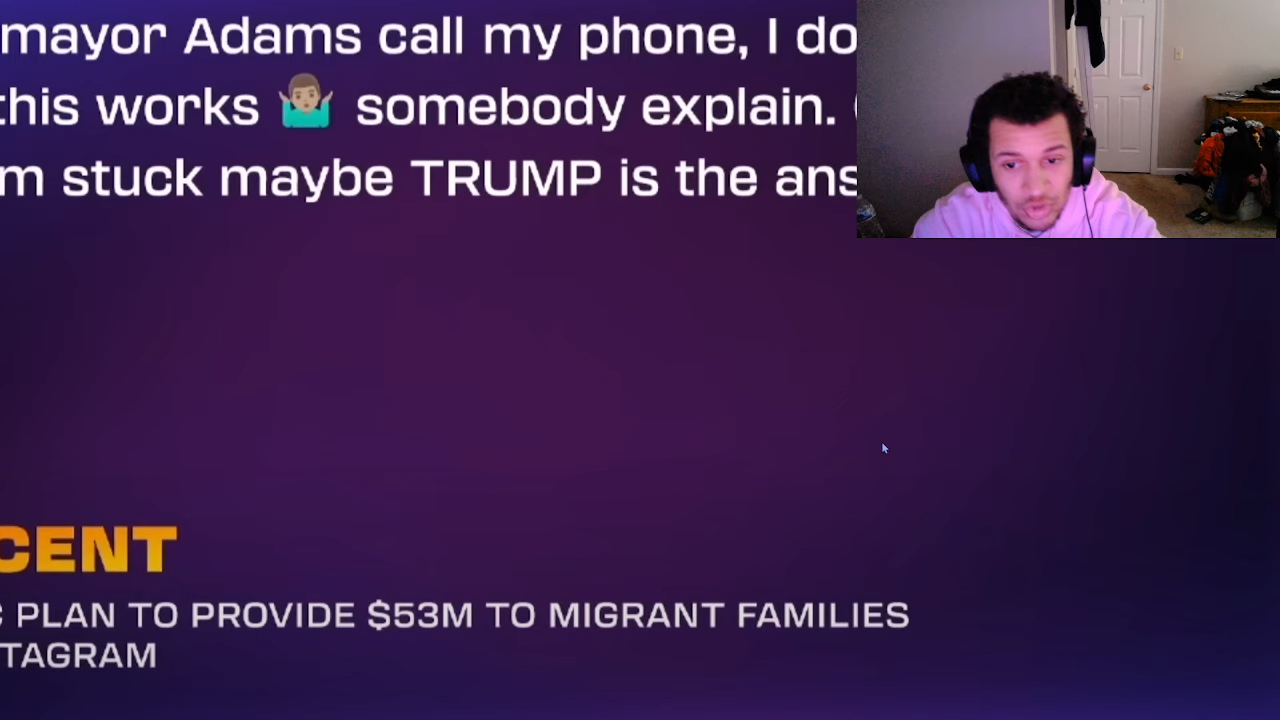 mayor Adams call my phone, I do
this works 🤷🏽‍♂️ somebody explain.
m stuck maybe TRUMP is the ans
CENT
PLAN TO PROVIDE $53M TO MIGRANT FAMILIES
TAGRAM